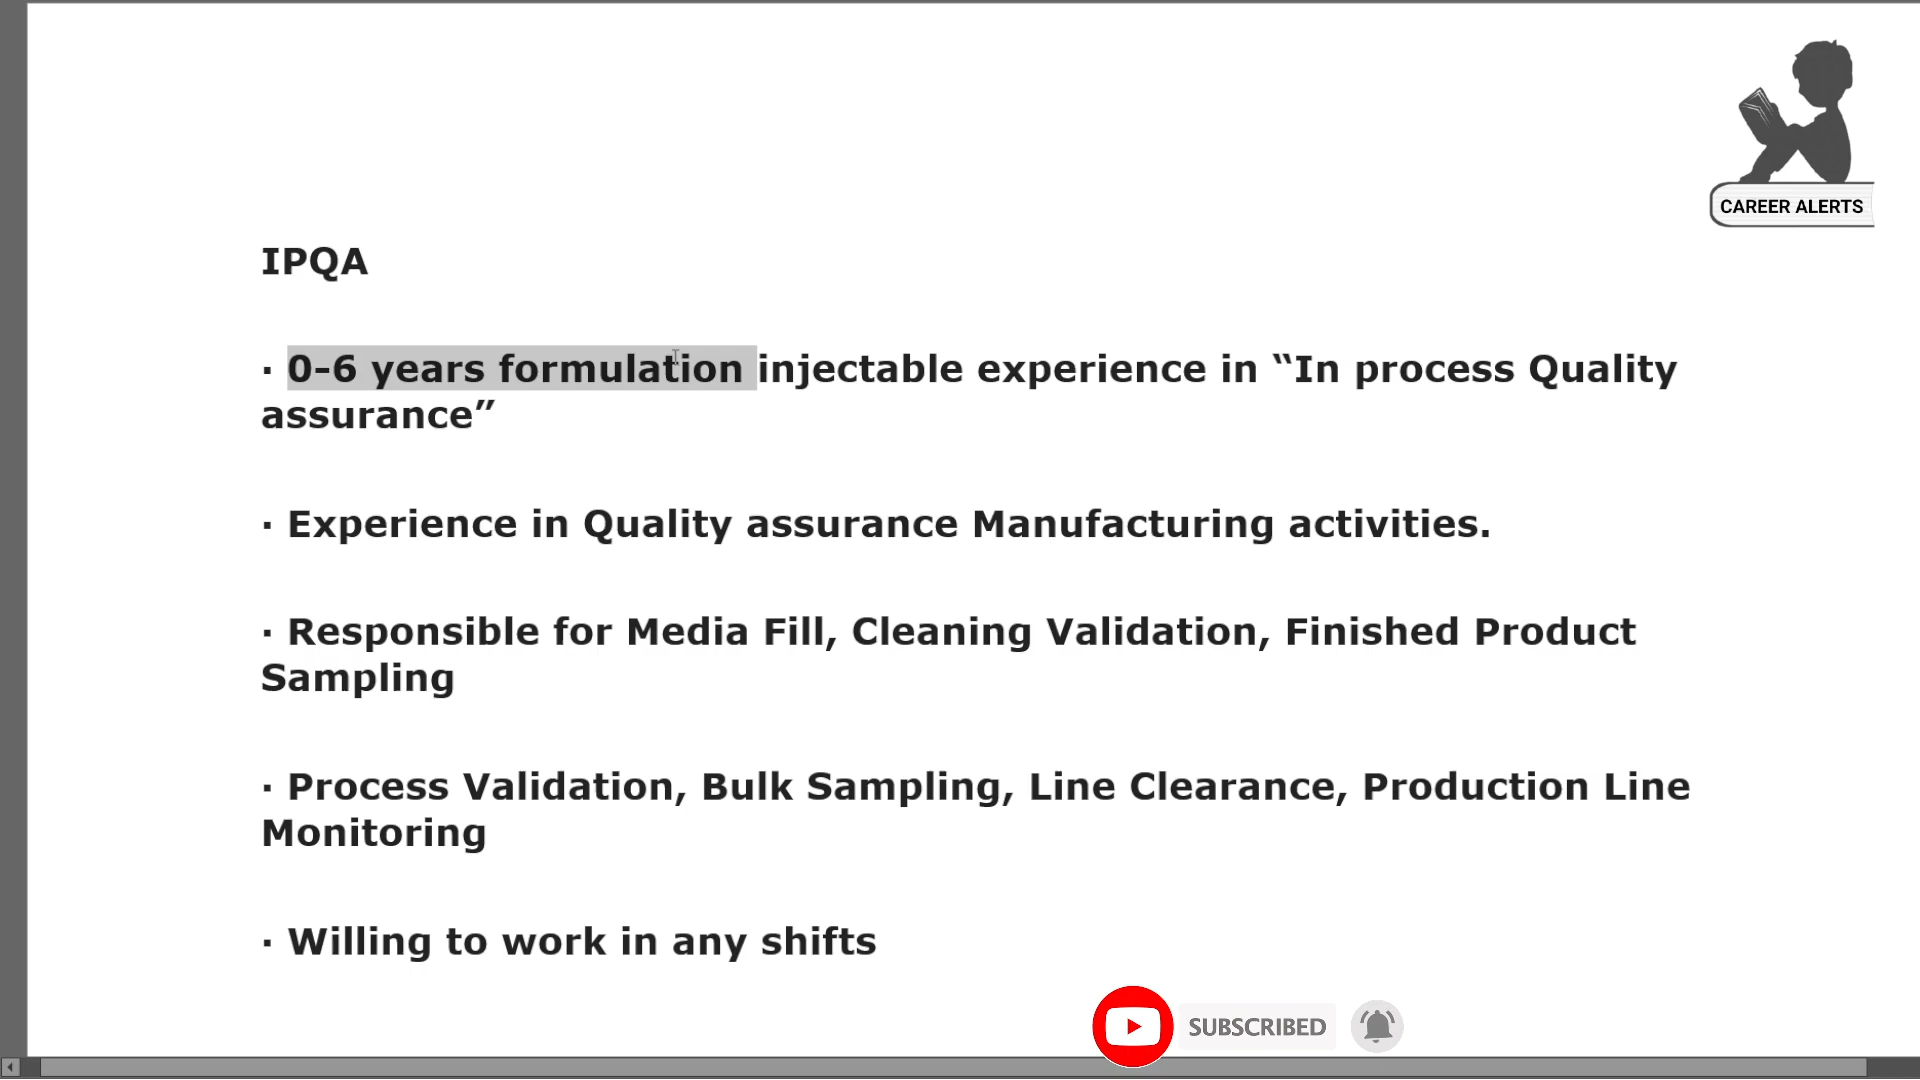 CAREER ALERTS
IPQA
· 0-6 years formulation injectable experience in “In process Quality
assurance”
· Experience in Quality assurance Manufacturing activities.
· Responsible for Media Fill, Cleaning Validation, Finished Product
Sampling
· Process Validation, Bulk Sampling, Line Clearance, Production Line
Monitoring
· Willing to work in any shifts
SUBSCRIBED